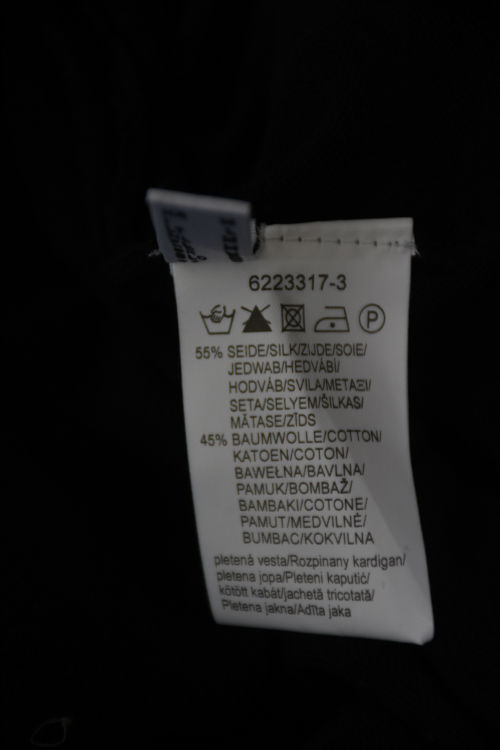 6223317-3
P
55% SEIDE/SILK/ZIJDE/SOIE/
JEDWAB/HEDVÁBÍ/
HODVÁB/SVILA/ΜΕΤΑΞΙ/
SETA/SELYEM/ŠILKAS/
MĂTASE/ZĪDS
45% BAUMWOLLE/COTTON/
KATOEN/COTON/
BAWEŁNA/BAVLNA/
PAMUK/BOMBAŽ/
BAMBAKI/COTONE/
PAMUT/MEDVILNĖ/
BUMBAC/KOKVILNA
pletená vesta/Rozpinany kardigan/
pletena jopa/Pleteni kaputić/
kötött kabát/jachetă tricotată/
Pletena jakna/Adīta jaka